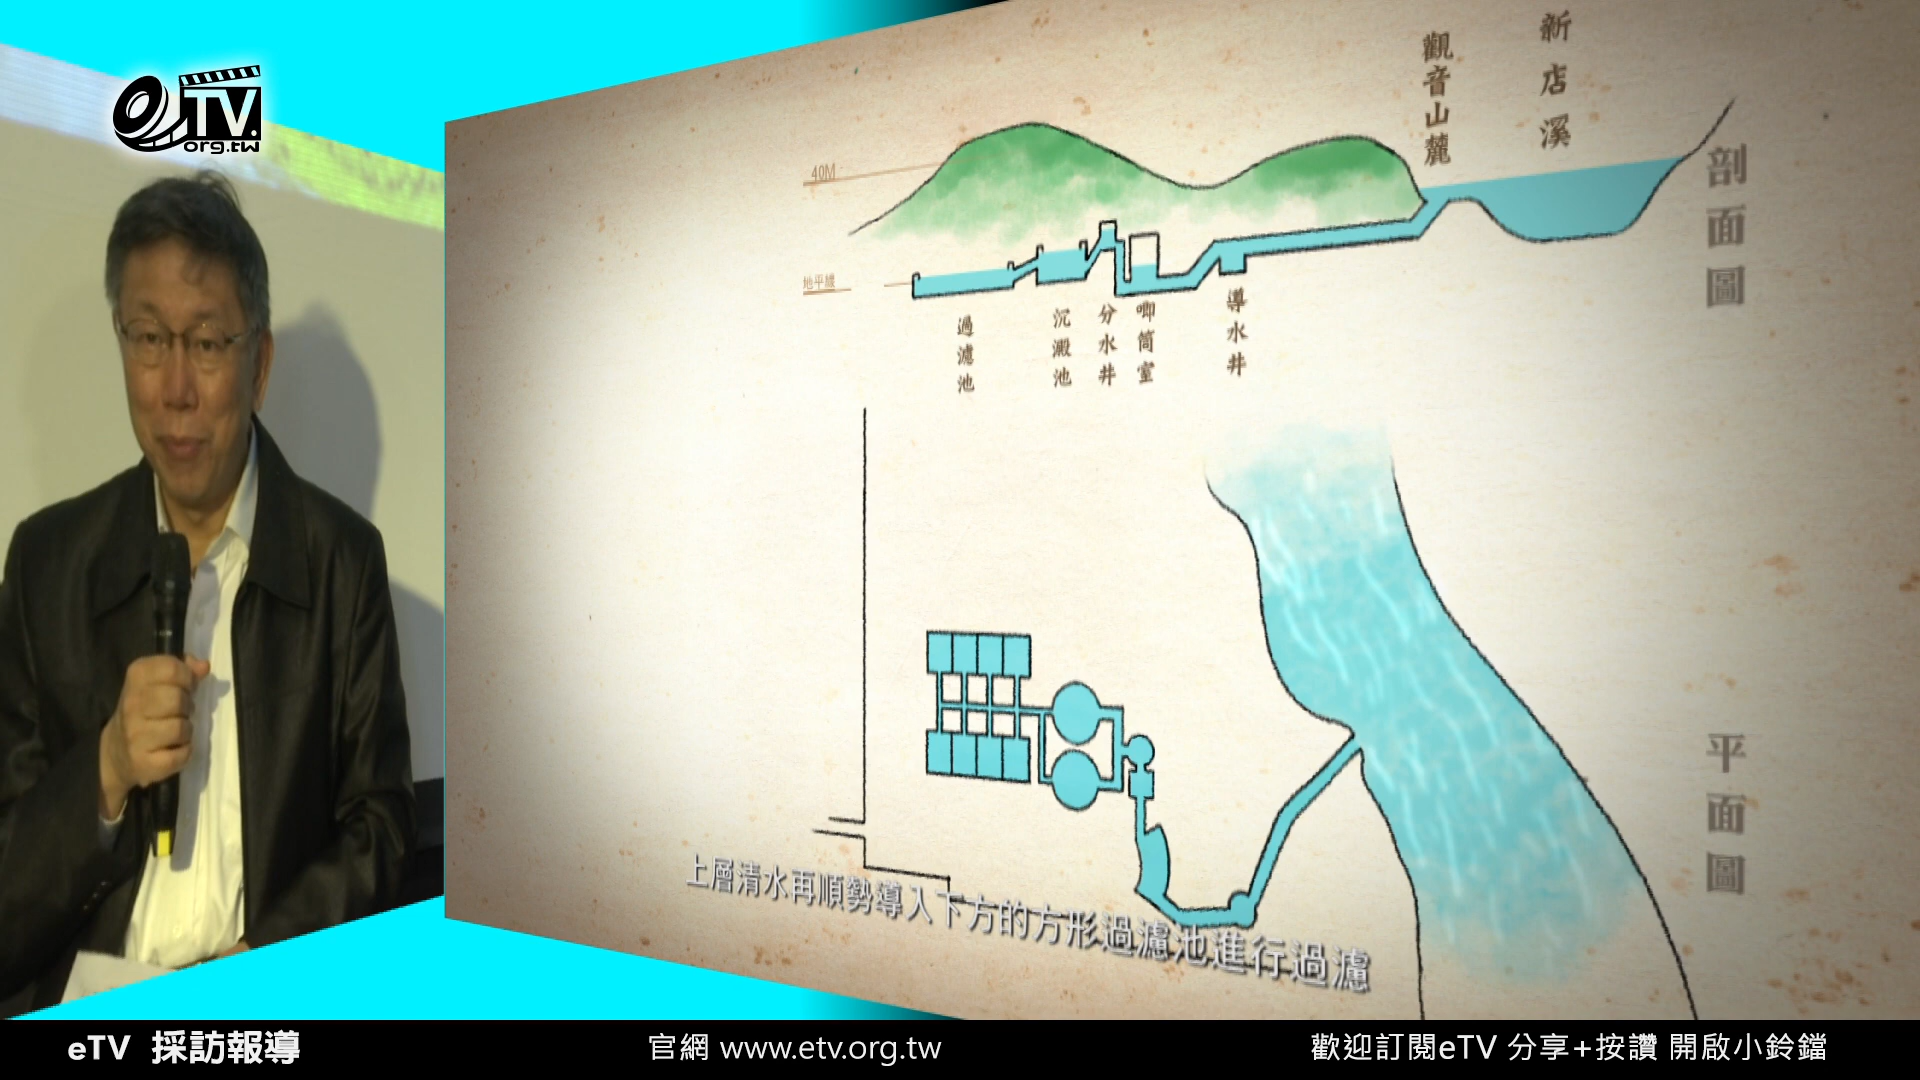 eTV.
org.tw
新店溪
觀音山麓
剖面圖
40M
地平線
過濾池
沉澱池
分水井
唧筒室
導水井
平面圖
上層清水再順勢導入下方的方形過濾池進行過濾
eTV 採訪報導
官網 www.etv.org.tw
歡迎訂閱eTV 分享+按讚 開啟小鈴鐺